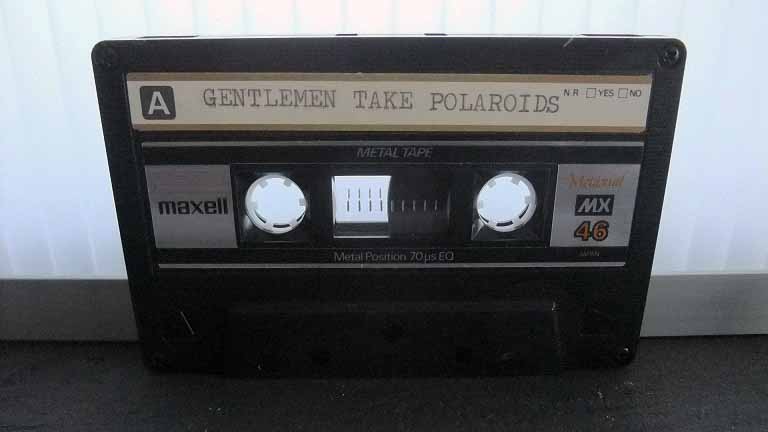 A GENTLEMEN TAKE POLAROIDS N.R YES NO
METAL TAPE
maxell
Metaxial
MX
46
Metal Position 70µs EQ
JAPAN